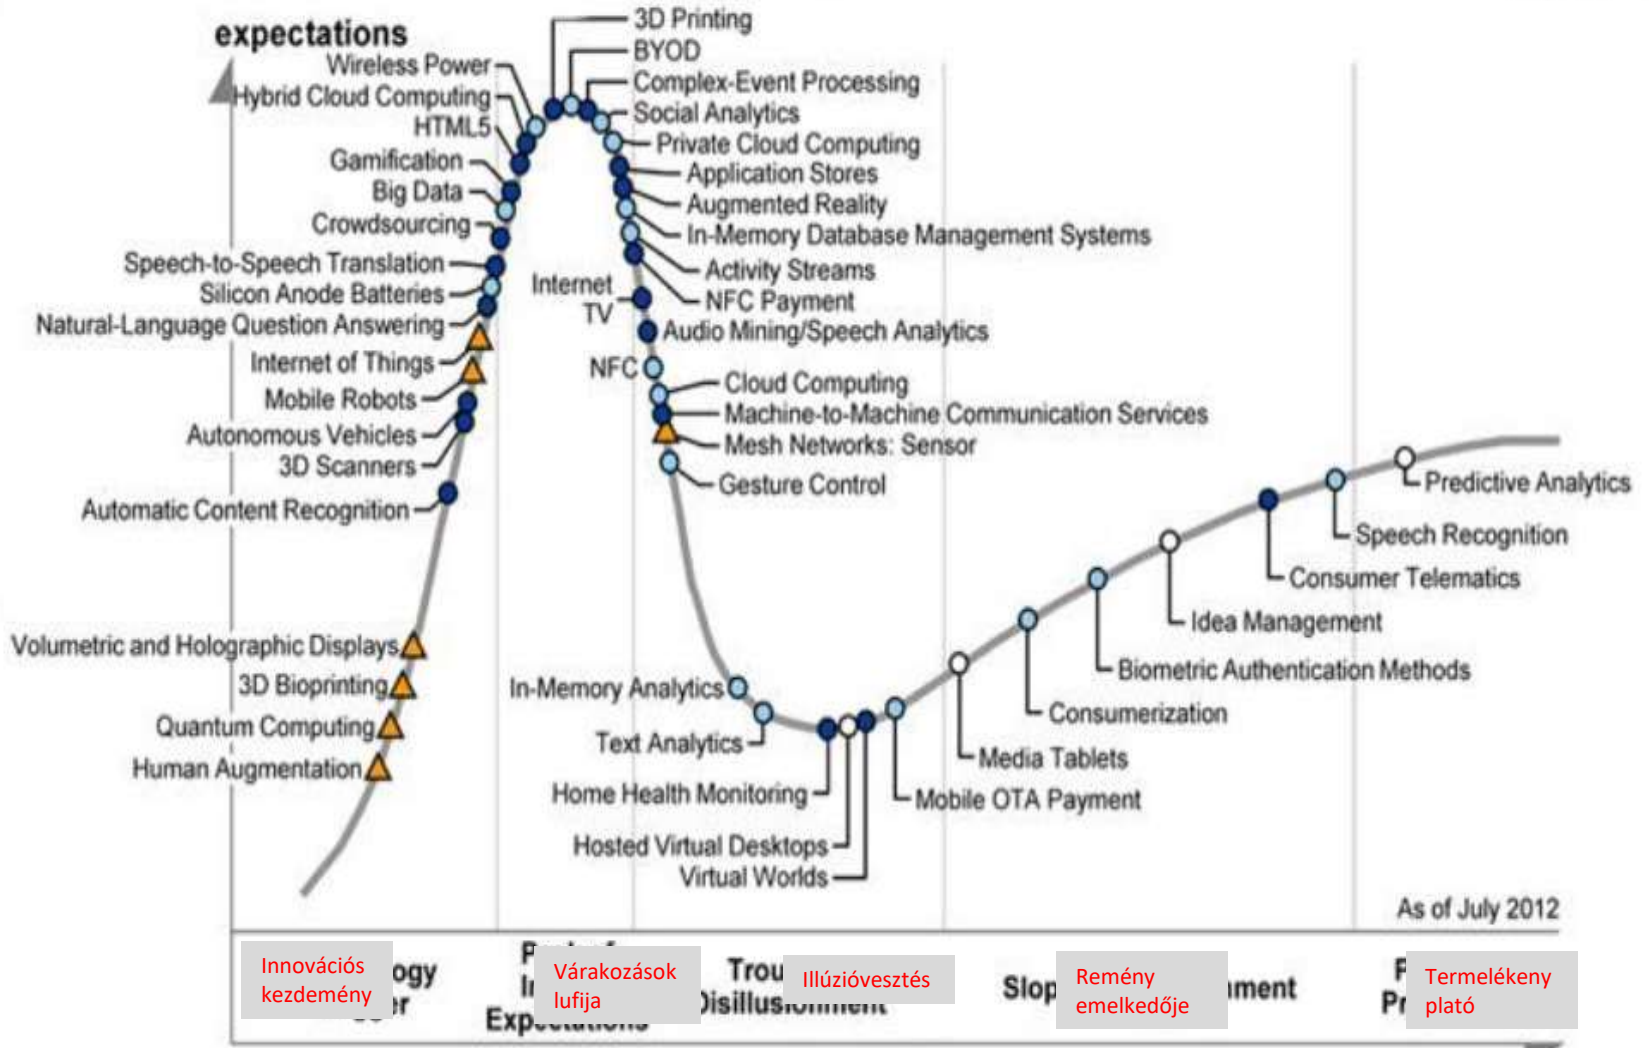 expectations
3D Printing
BYOD
Wireless Power
Complex-Event Processing
Hybrid Cloud Computing
Social Analytics
HTML5
Private Cloud Computing
Gamification
Application Stores
Big Data
Augmented Reality
Crowdsourcing
In-Memory Database Management Systems
Speech-to-Speech Translation
Activity Streams
Silicon Anode Batteries
Internet
TV
NFC Payment
Natural-Language Question Answering
Audio Mining/Speech Analytics
Internet of Things
NFC
Cloud Computing
Mobile Robots
Machine-to-Machine Communication Services
Autonomous Vehicles
Mesh Networks: Sensor
3D Scanners
Gesture Control
Automatic Content Recognition
Predictive Analytics
Speech Recognition
Consumer Telematics
Idea Management
Volumetric and Holographic Displays
Biometric Authentication Methods
3D Bioprinting
In-Memory Analytics
Consumerization
Quantum Computing
Text Analytics
Media Tablets
Human Augmentation
Home Health Monitoring
Mobile OTA Payment
Hosted Virtual Desktops
Virtual Worlds
As of July 2012
Innovációs
kezdemény
Várakozások
lufija
Expectations
Illúzióvesztés
Disillusionment
Remény
emelkedője
Termelékeny
plató